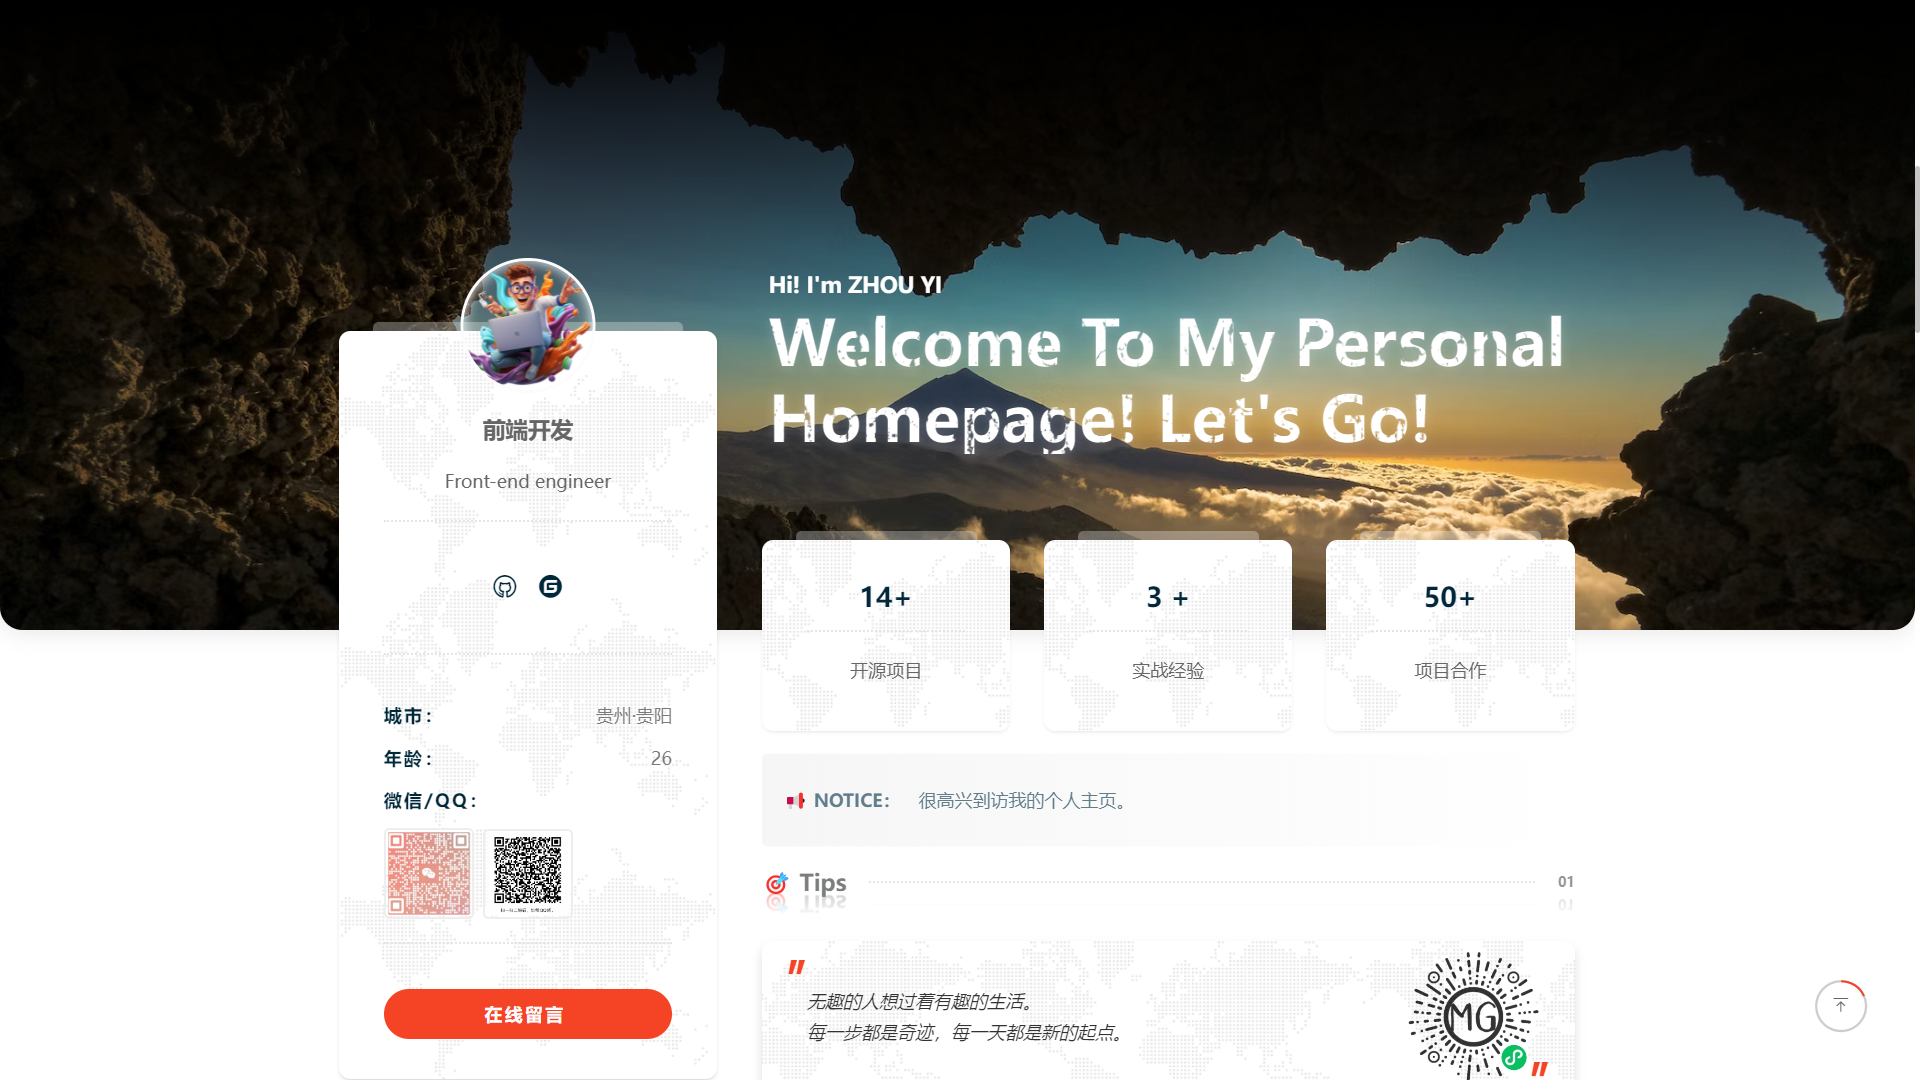 Hi! I'm ZHOU YI
Welcome To My Personal
Homepage! Let's Go!
前端开发
Front-end engineer
城市：
贵州·贵阳
年龄：
26
微信/QQ：
在线留言
14+
开源项目
3 +
实战经验
50+
项目合作
NOTICE: 很高兴到访我的个人主页。
Tips
01
"
无趣的人想过着有趣的生活。
每一步都是奇迹，每一天都是新的起点。
MG
"